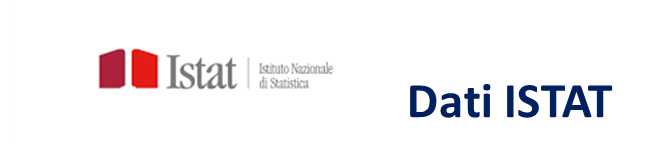 Istat
Istituto Nazionale
di Statistica
Dati ISTAT